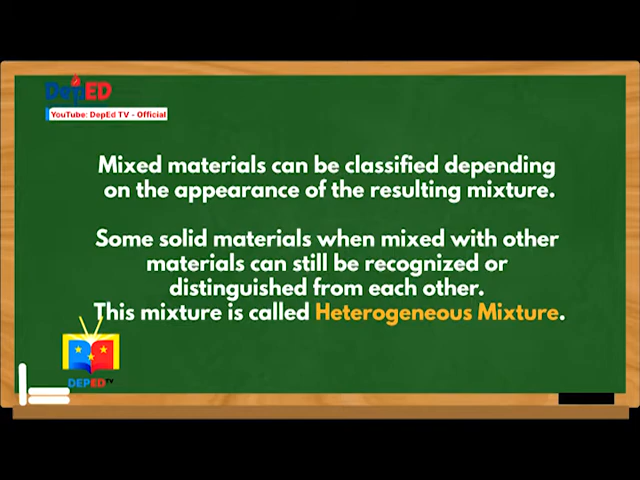 DepED
YouTube: DepEd TV - Official
Mixed materials can be classified depending
on the appearance of the resulting mixture.
Some solid materials when mixed with other
materials can still be recognized or
distinguished from each other.
This mixture is called Heterogeneous Mixture.
DEPED TV